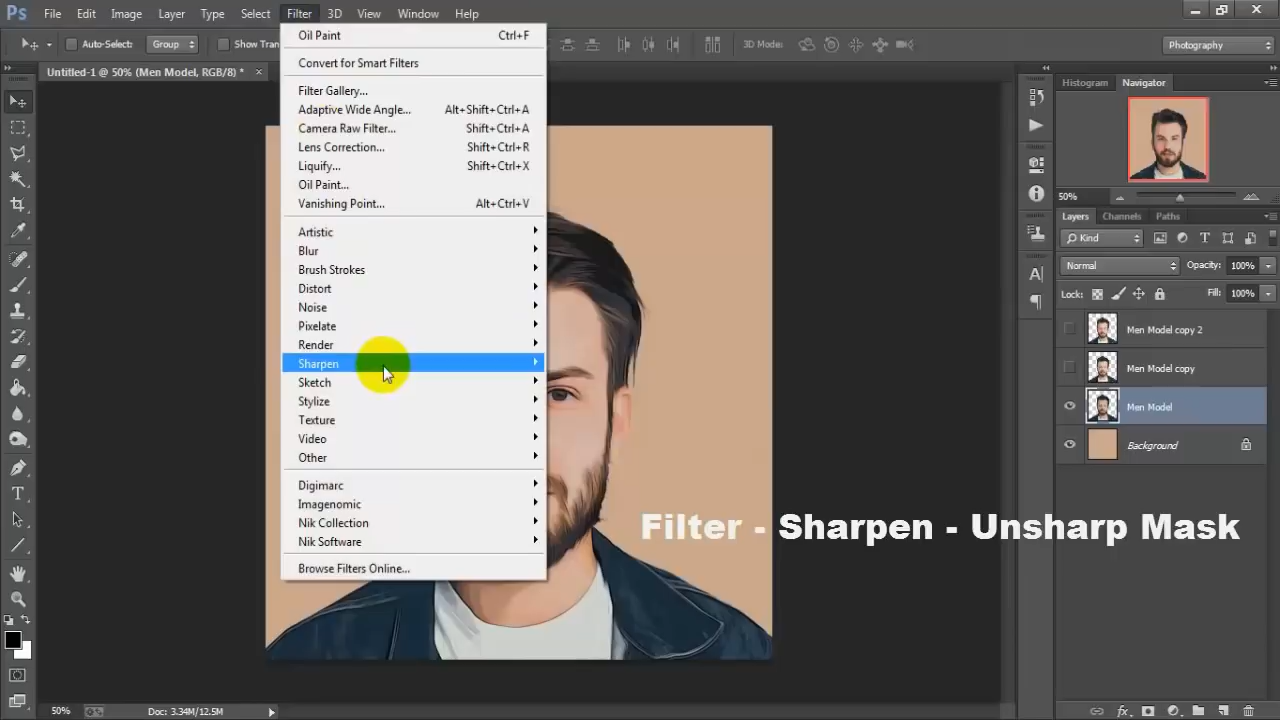 Ps File Edit Image Layer Type Select Filter 3D View Window Help
Auto-Select: Group Show Tran 3D Mode: Photography
Untitled-1 @ 50% (Men Model, RGB/8) * ×
Oil Paint Ctrl+F
Convert for Smart Filters
Filter Gallery...
Adaptive Wide Angle... Alt+Shift+Ctrl+A
Camera Raw Filter... Shift+Ctrl+A
Lens Correction... Shift+Ctrl+R
Liquify... Shift+Ctrl+X
Oil Paint...
Vanishing Point... Alt+Ctrl+V
Artistic
Blur
Brush Strokes
Distort
Noise
Pixelate
Render
Sharpen
Sketch
Stylize
Texture
Video
Other
Digimarc
Imagenomic
Nik Collection
Nik Software
Browse Filters Online...
Filter - Sharpen - Unsharp Mask
Histogram Navigator
50%
Layers Channels Paths
Kind
Normal Opacity: 100%
Lock: Fill: 100%
Men Model copy 2
Men Model copy
Men Model
Background
50% Doc: 3.34M/12.5M